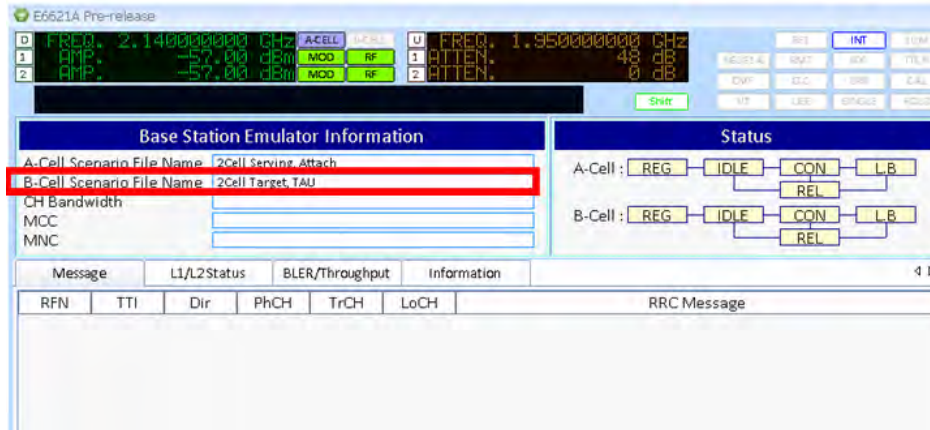 E6621A Pre-release
D FREQ. 2.140000000 GHz A-CELL U FREQ. 1.950000000 GHz INT
1 AMP. -57.00 dBm MOD RF 1 ATTEN. 48 dB
2 AMP. -57.00 dBm MOD RF 2 ATTEN. 0 dB
Shift
Base Station Emulator Information Status
A-Cell Scenario File Name 2Cell Serving, Attach
B-Cell Scenario File Name 2Cell Target, TAU
CH Bandwidth
MCC
MNC
A-Cell : REG IDLE CON L.B
REL
B-Cell : REG IDLE CON L.B
REL
Message L1/L2Status BLER/Throughput Information
RFN TTI Dir PhCH TrCH LoCH RRC Message